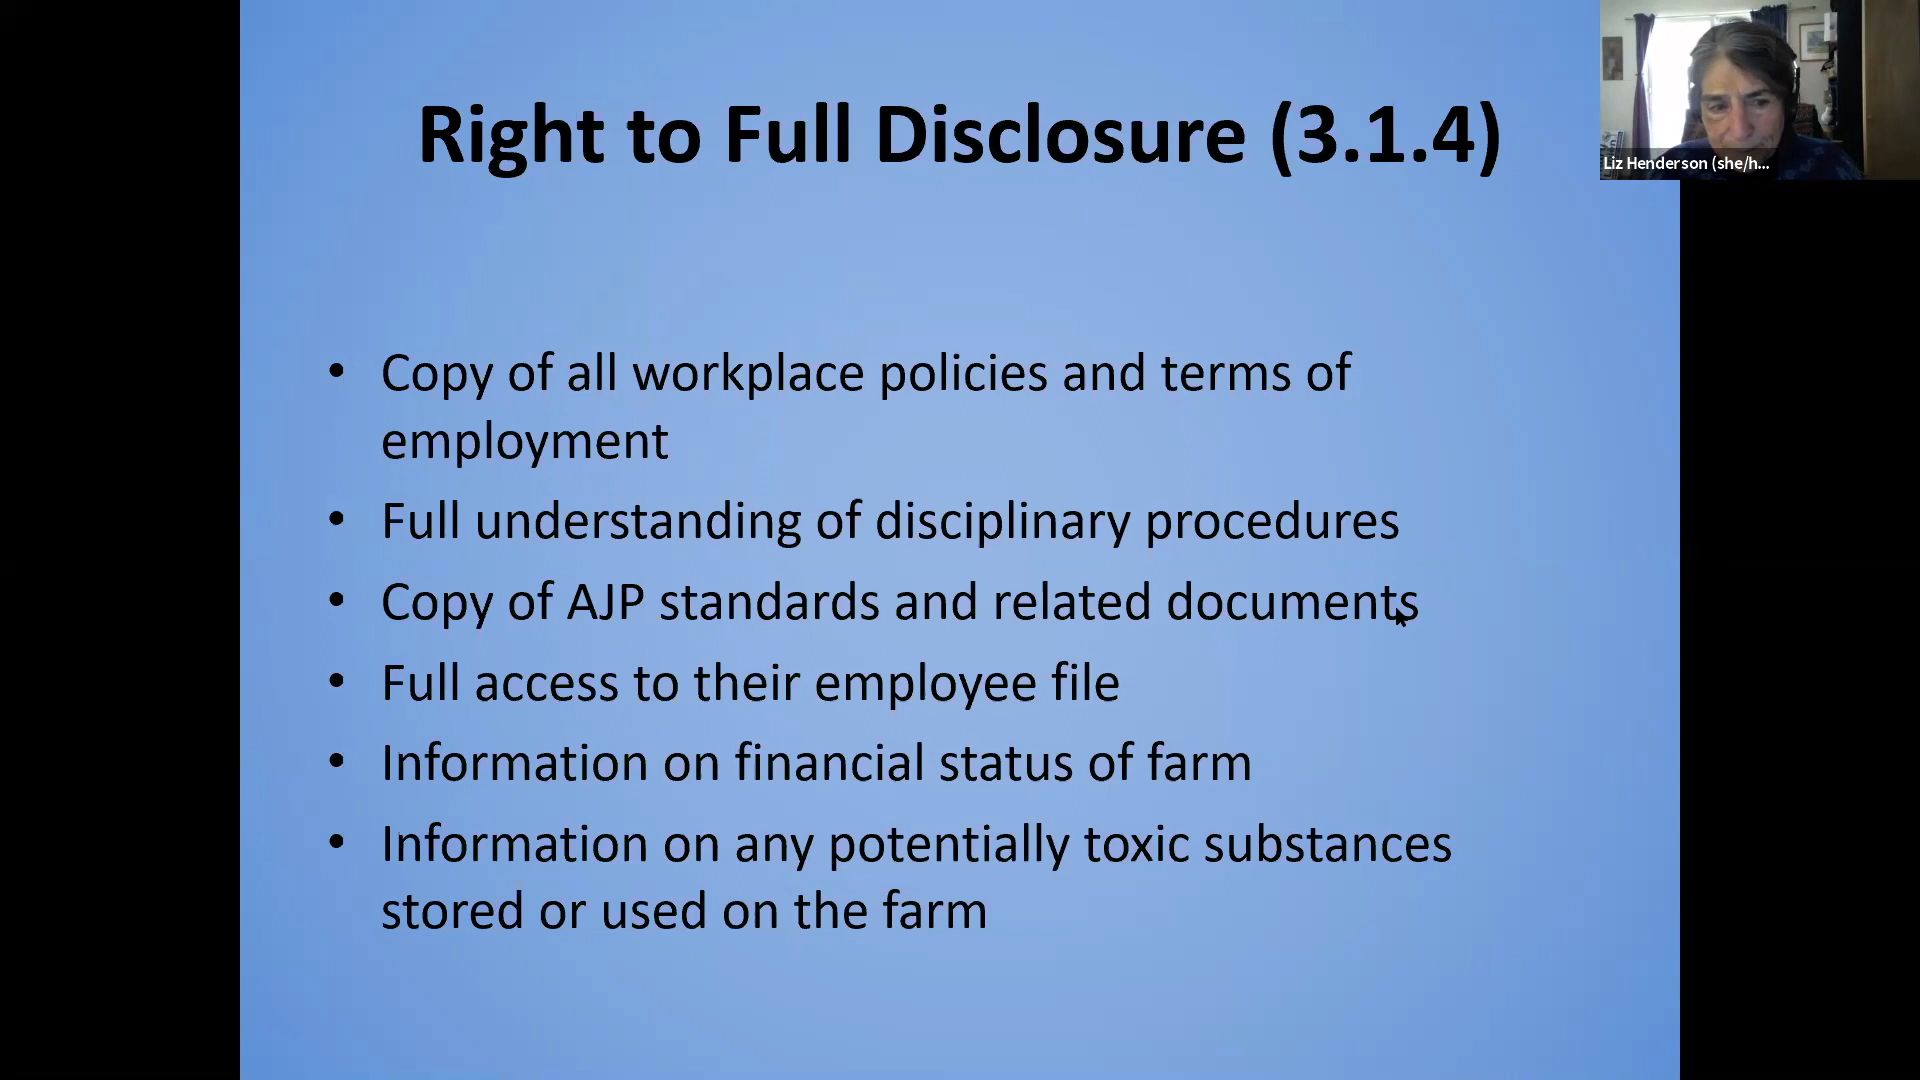 Right to Full Disclosure (3.1.4)
Liz Henderson (she/h...
• Copy of all workplace policies and terms of
employment
• Full understanding of disciplinary procedures
• Copy of AJP standards and related documents
• Full access to their employee file
• Information on financial status of farm
• Information on any potentially toxic substances
stored or used on the farm